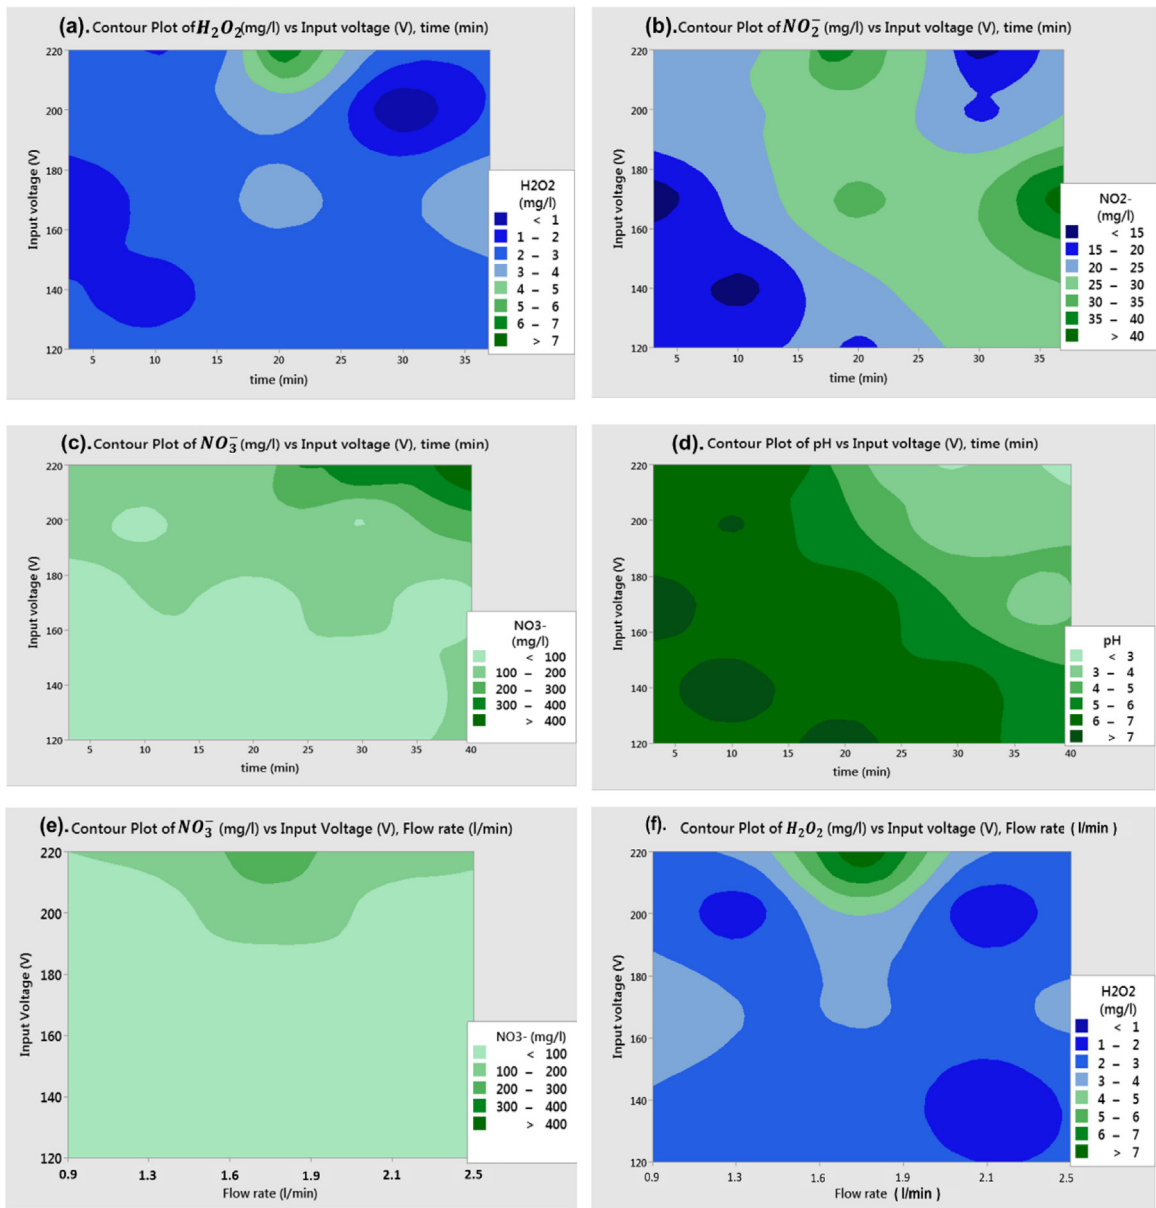 (a). Contour Plot of H₂O₂(mg/l) vs Input voltage (V), time (min)
220
200
180
160
140
120
Input voltage (V)
5 10 15 20 25 30 35
time (min)
H2O2
(mg/l)
< 1
1 – 2
2 – 3
3 – 4
4 – 5
5 – 6
6 – 7
> 7
(b). Contour Plot of NO₂⁻ (mg/l) vs Input voltage (V), time (min)
220
200
180
160
140
120
Input voltage (V)
5 10 15 20 25 30 35
time (min)
NO2-
(mg/l)
< 15
15 – 20
20 – 25
25 – 30
30 – 35
35 – 40
> 40
(c). Contour Plot of NO₃⁻ (mg/l) vs Input voltage (V), time (min)
220
200
180
160
140
120
Input voltage (V)
5 10 15 20 25 30 35 40
time (min)
NO3-
(mg/l)
< 100
100 – 200
200 – 300
300 – 400
> 400
(d). Contour Plot of pH vs Input voltage (V), time (min)
220
200
180
160
140
120
Input voltage (V)
5 10 15 20 25 30 35 40
time (min)
pH
< 3
3 – 4
4 – 5
5 – 6
6 – 7
> 7
(e). Contour Plot of NO₃⁻ (mg/l) vs Input Voltage (V), Flow rate (l/min)
220
200
180
160
140
120
Input Voltage (V)
0.9 1.3 1.6 1.9 2.1 2.5
Flow rate (l/min)
NO3- (mg/l)
< 100
100 – 200
200 – 300
300 – 400
> 400
(f). Contour Plot of H₂O₂ (mg/l) vs Input voltage (V), Flow rate ( l/min )
220
200
180
160
140
120
Input voltage (V)
0.9 1.3 1.6 1.9 2.1 2.5
Flow rate ( l/min )
H2O2
(mg/l)
< 1
1 – 2
2 – 3
3 – 4
4 – 5
5 – 6
6 – 7
> 7